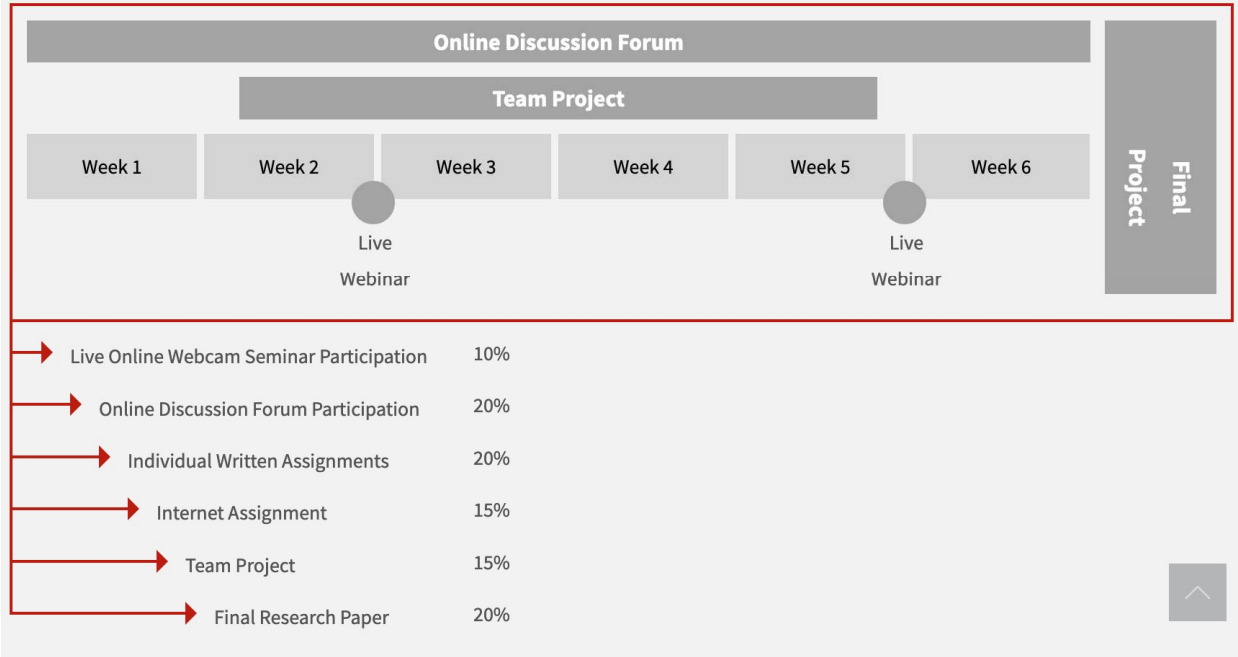 Online Discussion Forum
Team Project
Week 1
Week 2
Week 3
Week 4
Week 5
Week 6
Live
Webinar
Live
Webinar
Final
Project
Live Online Webcam Seminar Participation 10%
Online Discussion Forum Participation 20%
Individual Written Assignments 20%
Internet Assignment 15%
Team Project 15%
Final Research Paper 20%